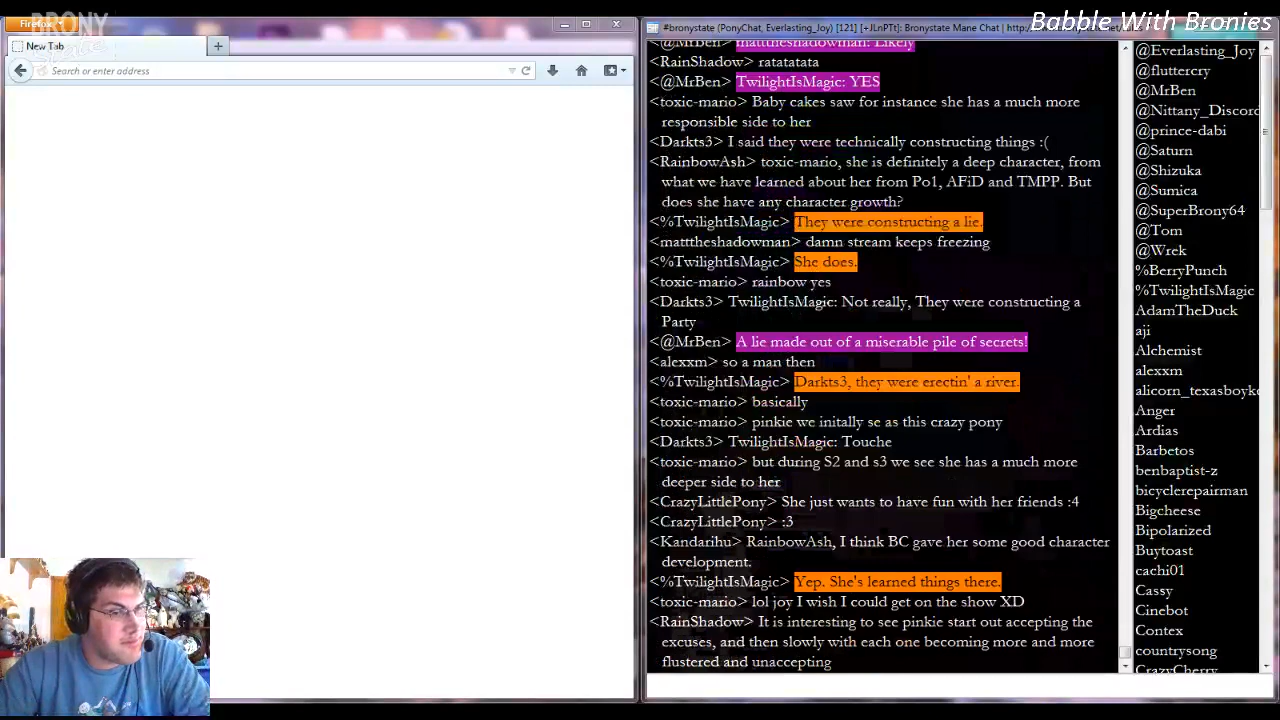 Firefox
BRONY
Babble With Bronies
#bronystate (PonyChat, Everlasting_Joy) [121] [+JLnPTt]: Bronystate Mane Chat | http://
New Tab
Search or enter address
<@MrBen> matttheshadowman: Likely
<RainShadow> ratatatata
<@MrBen> TwilightIsMagic: YES
<toxic-mario> Baby cakes saw for instance she has a much more
responsible side to her
<Darkts3> I said they were technically constructing things :(
<RainbowAsh> toxic-mario, she is definitely a deep character, from
what we have learned about her from Po1, AFiD and TMPP. But
does she have any character growth?
<%TwilightIsMagic> They were constructing a lie.
<matttheshadowman> damn stream keeps freezing
<%TwilightIsMagic> She does.
<toxic-mario> rainbow yes
<Darkts3> TwilightIsMagic: Not really, They were constructing a
Party
<@MrBen> A lie made out of a miserable pile of secrets!
<alexxm> so a man then
<%TwilightIsMagic> Darkts3, they were erectin' a river.
<toxic-mario> basically
<toxic-mario> pinkie we initally se as this crazy pony
<Darkts3> TwilightIsMagic: Touche
<toxic-mario> but during S2 and s3 we see she has a much more
deeper side to her
<CrazyLittlePony> She just wants to have fun with her friends :4
<CrazyLittlePony> :3
<Kandarihu> RainbowAsh, I think BC gave her some good character
development.
<%TwilightIsMagic> Yep. She's learned things there.
<toxic-mario> lol joy I wish I could get on the show XD
<RainShadow> It is interesting to see pinkie start out accepting the
excuses, and then slowly with each one becoming more and more
flustered and unaccepting
@Everlasting_Joy
@fluttercry
@MrBen
@Nittany_Discord
@prince-dabi
@Saturn
@Shizuka
@Sumica
@SuperBrony64
@Tom
@Wrek
%BerryPunch
%TwilightIsMagic
AdamTheDuck
aji
Alchemist
alexxm
alicorn_texasboyke
Anger
Ardias
Barbetos
benbaptist-z
bicyclerepairman
Bigcheese
Bipolarized
Buytoast
cachi01
Cassy
Cinebot
Contex
countrysong
CrazyCherry